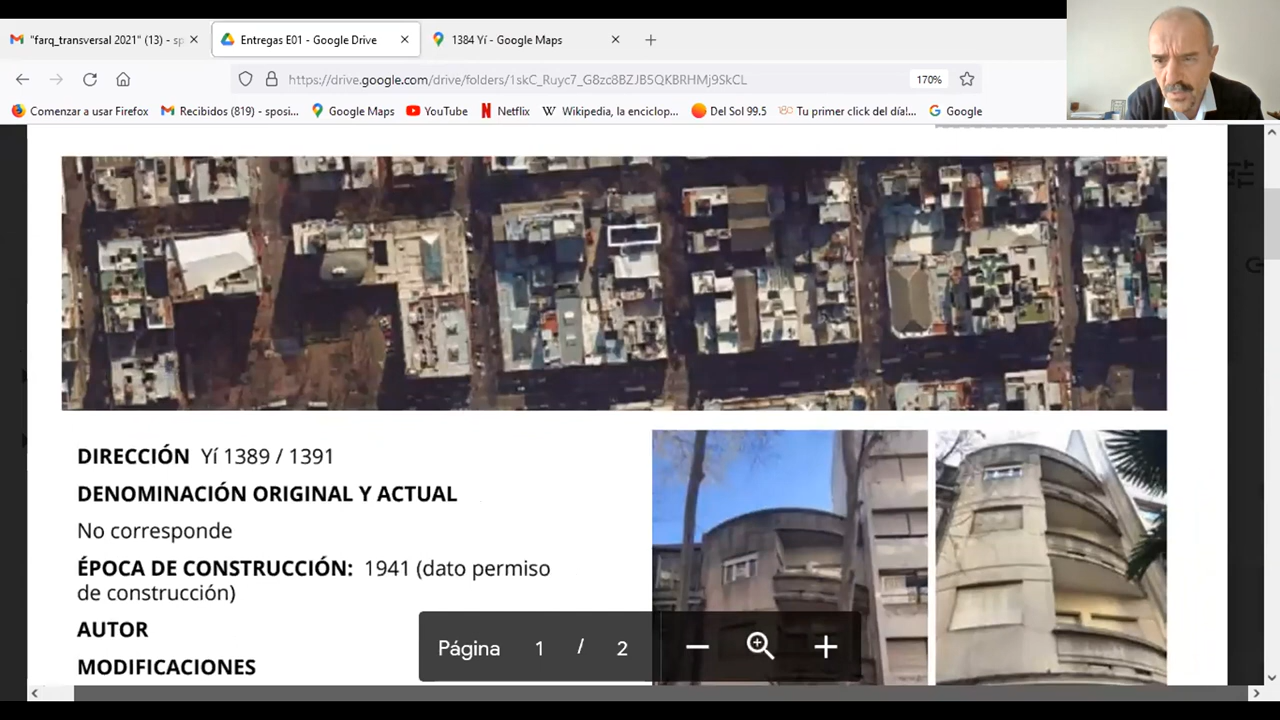 "farq_transversal 2021" (13) - sp
Entregas E01 - Google Drive
1384 Yí - Google Maps
https://drive.google.com/drive/folders/1skC_Ruyc7_G8zc8BZJB5QKBRHMj9SkCL
170%
Comenzar a usar Firefox
Recibidos (819) - sposi...
Google Maps
YouTube
Netflix
Wikipedia, la enciclop...
Del Sol 99.5
Tu primer click del día!...
Google
DIRECCIÓN Yí 1389 / 1391
DENOMINACIÓN ORIGINAL Y ACTUAL
No corresponde
ÉPOCA DE CONSTRUCCIÓN: 1941 (dato permiso
de construcción)
AUTOR
MODIFICACIONES
Página 1 / 2